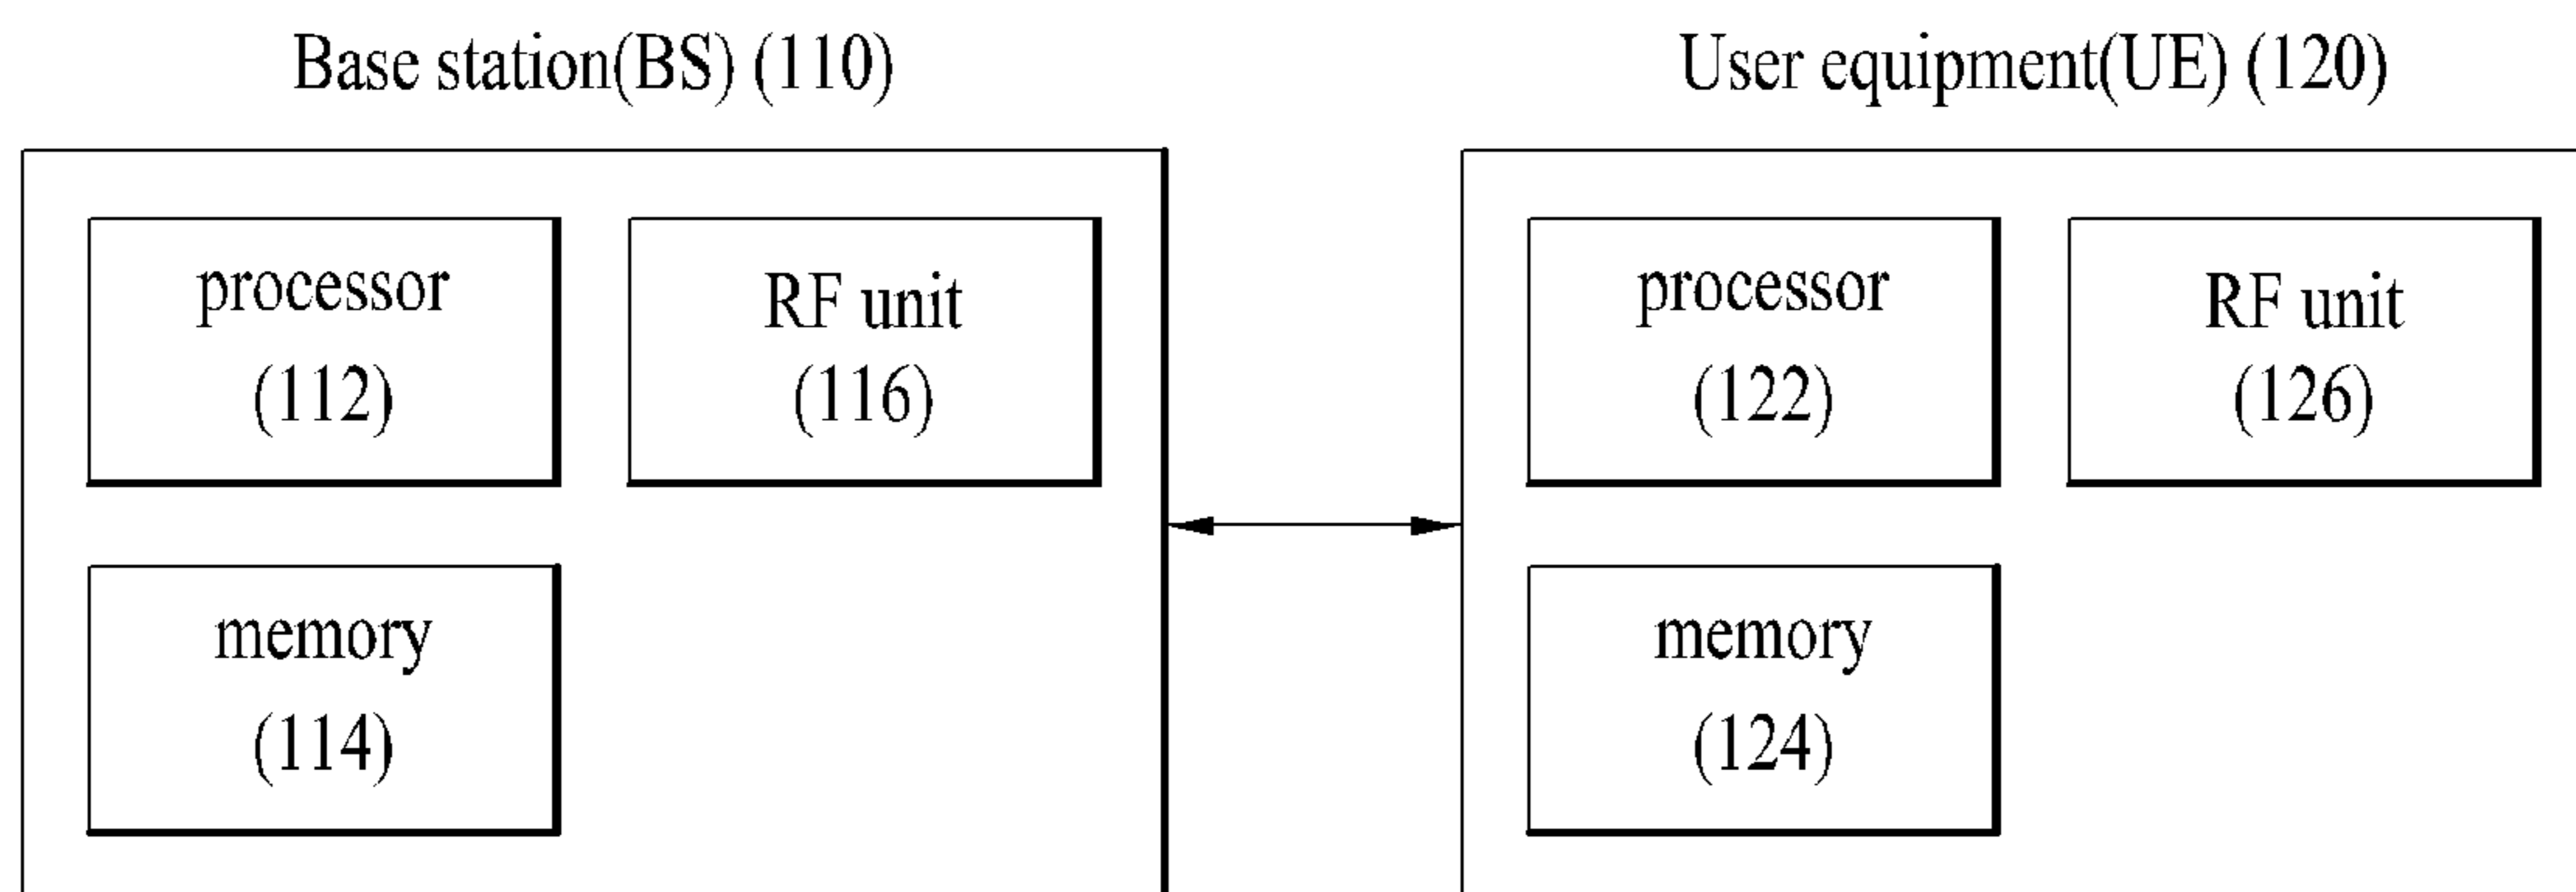 Base station(BS) (110)
processor
(112)
RF unit
(116)
memory
(114)
User equipment(UE) (120)
processor
(122)
RF unit
(126)
memory
(124)